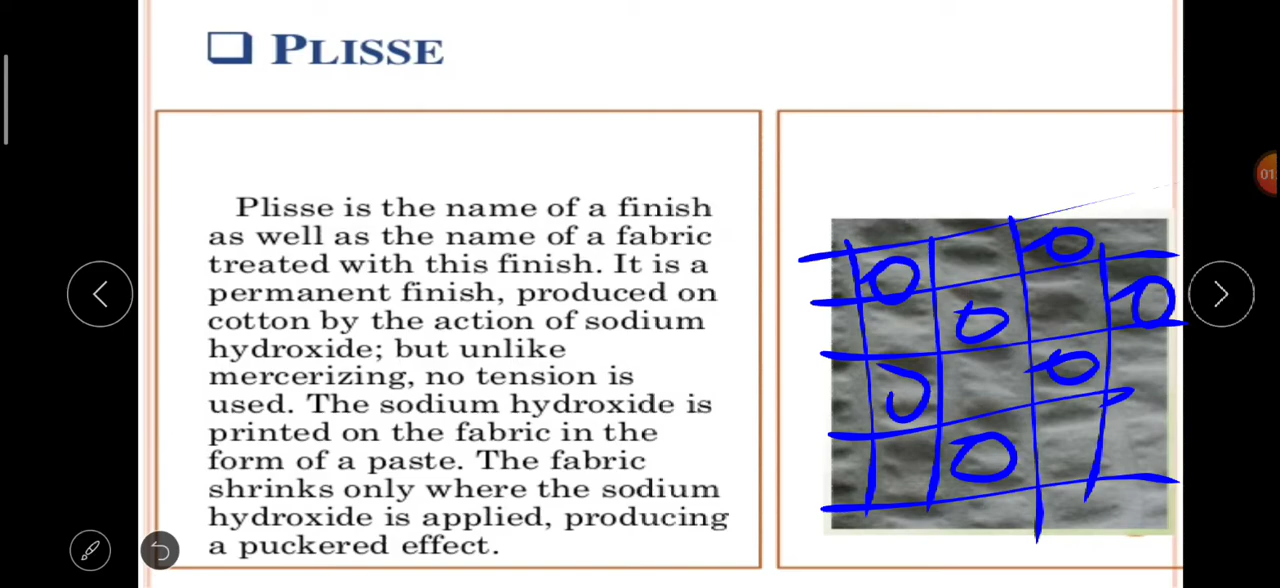 PLISSE
Plisse is the name of a finish
as well as the name of a fabric
treated with this finish. It is a
permanent finish, produced on
cotton by the action of sodium
hydroxide; but unlike
mercerizing, no tension is
used. The sodium hydroxide is
printed on the fabric in the
form of a paste. The fabric
shrinks only where the sodium
hydroxide is applied, producing
a puckered effect.
01